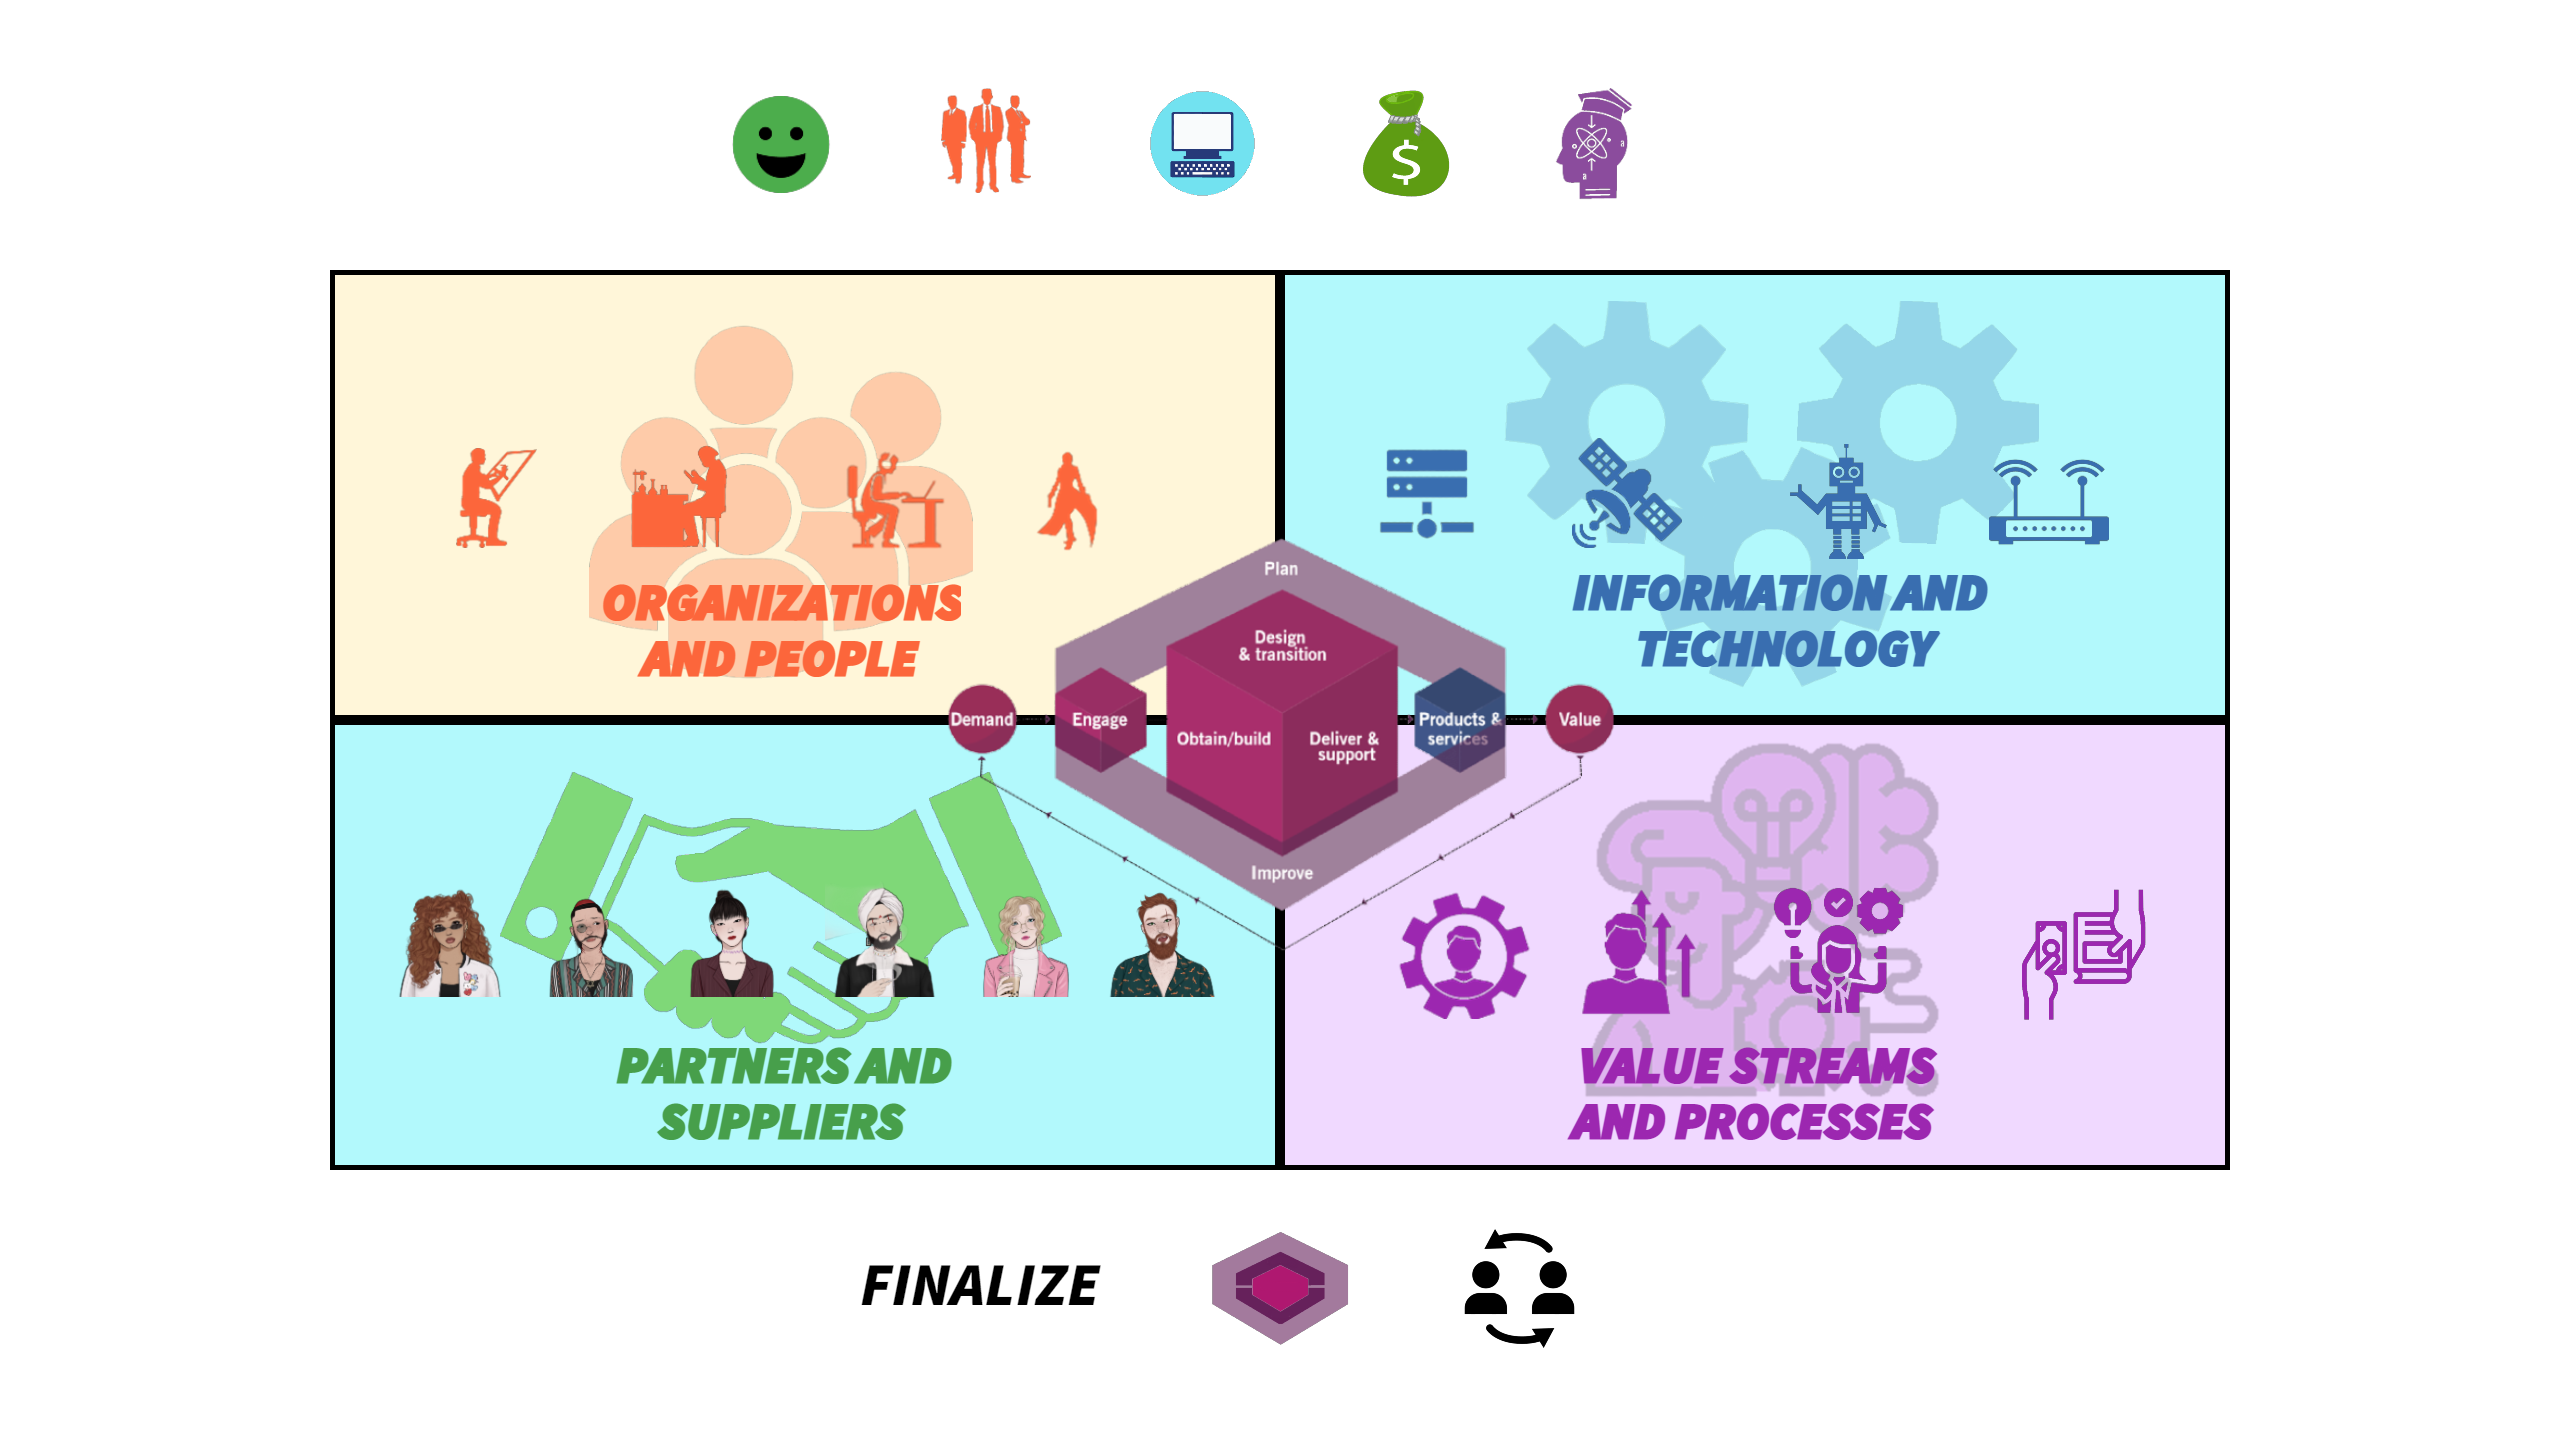 $
ORGANIZATIONS
AND PEOPLE
INFORMATION AND
TECHNOLOGY
Plan
Design
& transition
Demand
Engage
Obtain/build
Deliver &
support
Products &
services
Value
Improve
PARTNERS AND
SUPPLIERS
VALUE STREAMS
AND PROCESSES
FINALIZE